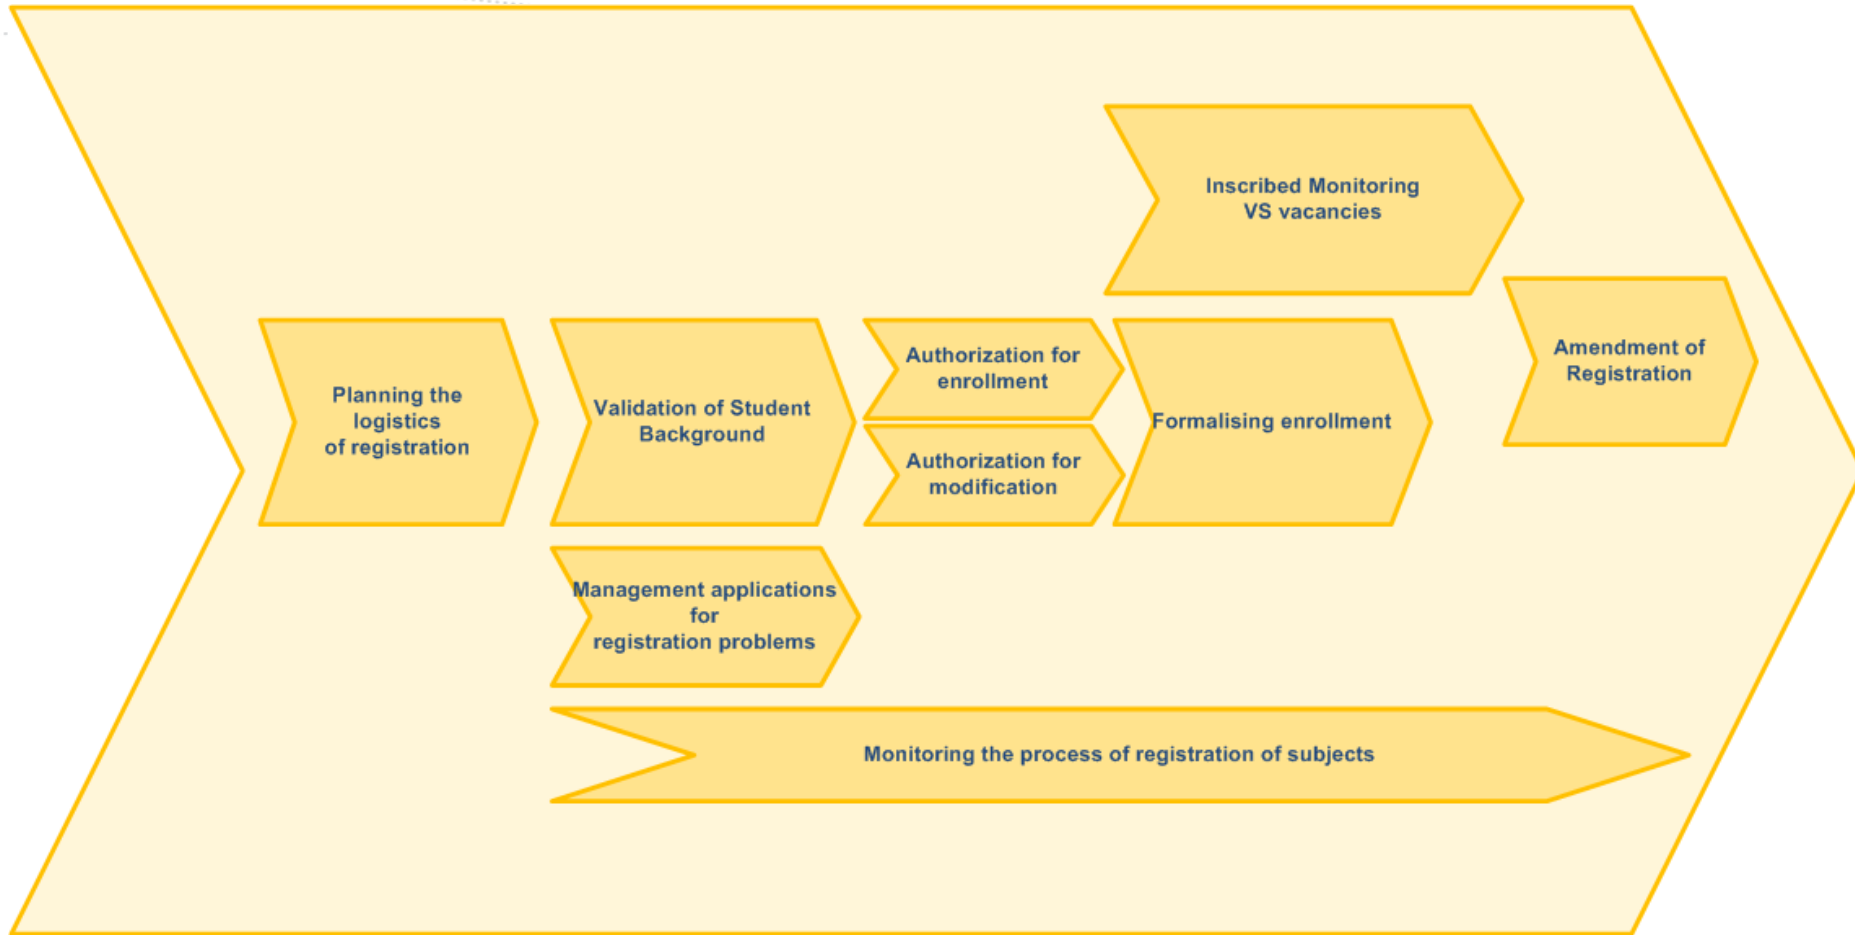 Inscribed Monitoring
VS vacancies
Planning the
logistics
of registration
Validation of Student
Background
Authorization for
enrollment
Authorization for
modification
Formalising enrollment
Amendment of
Registration
Management applications
for
registration problems
Monitoring the process of registration of subjects